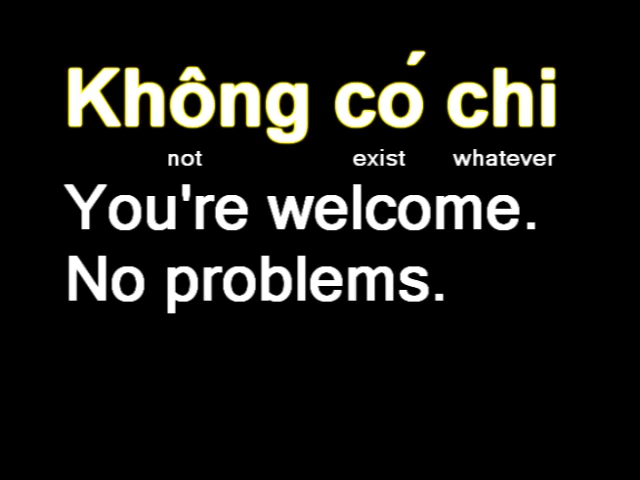 Không có chi
not exist whatever
You're welcome.
No problems.